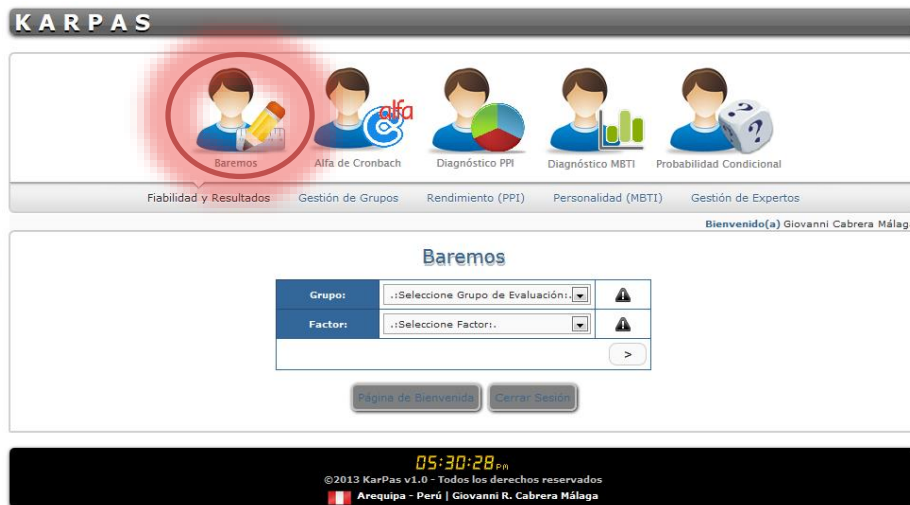 KARPAS
alfa
Baremos
Alfa de Cronbach
Diagnóstico PPI
Diagnóstico MBTI
Probabilidad Condicional
Fiabilidad y Resultados
Gestión de Grupos
Rendimiento (PPI)
Personalidad (MBTI)
Gestión de Expertos
Bienvenido(a) Giovanni Cabrera Málag
Baremos
Grupo: .:Seleccione Grupo de Evaluación:.
Factor: .:Seleccione Factor:.
>
Página de Bienvenida Cerrar Sesión
05:30:28 PM
©2013 KarPas v1.0 - Todos los derechos reservados
Arequipa - Perú | Giovanni R. Cabrera Málaga